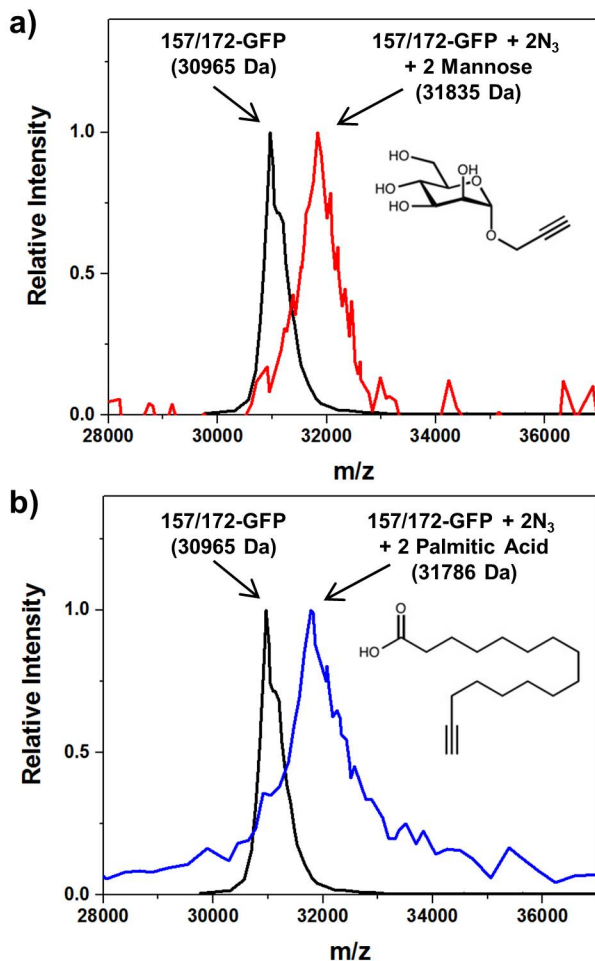 a)
157/172-GFP
(30965 Da)
157/172-GFP + 2N₃
+ 2 Mannose
(31835 Da)
Relative Intensity
1.0
0.5
0.0
HO
OH
HO
HO
O
O
28000 30000 32000 34000 36000
m/z
b)
157/172-GFP
(30965 Da)
157/172-GFP + 2N₃
+ 2 Palmitic Acid
(31786 Da)
Relative Intensity
1.0
0.5
0.0
O
HO
28000 30000 32000 34000 36000
m/z